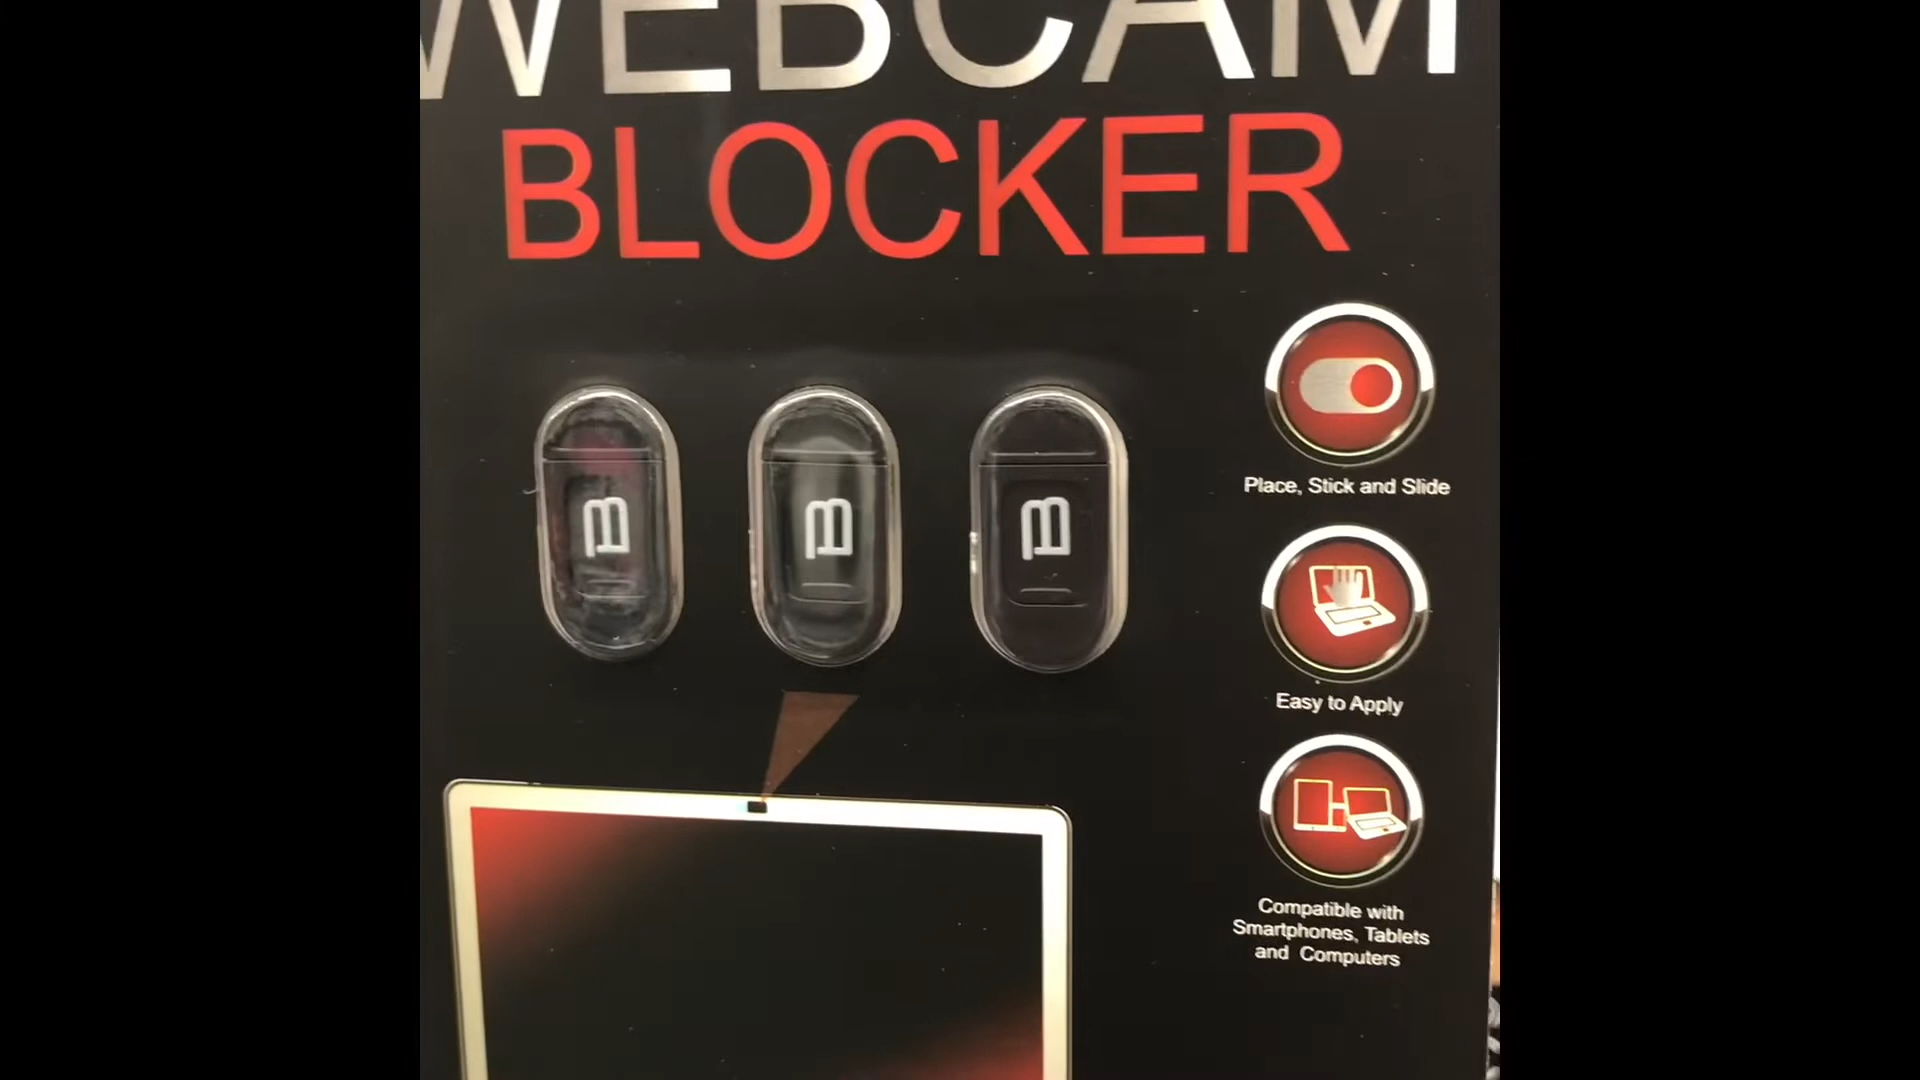 WEBCAM
BLOCKER
B
B
B
Place, Stick and Slide
Easy to Apply
Compatible with
Smartphones, Tablets
and Computers